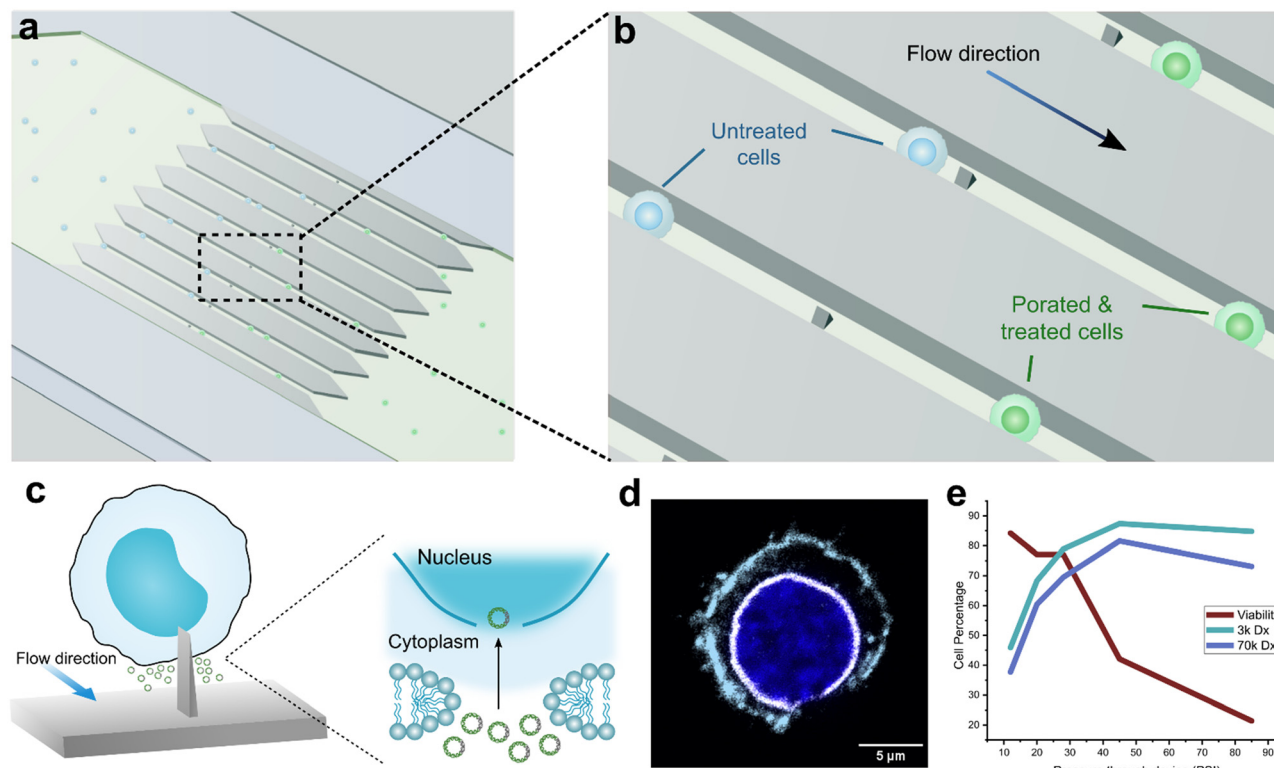 a
b
Flow direction
Untreated
cells
Porated &
treated cells
c
d
e
Nucleus
Cytoplasm
Flow direction
5 µm
Cell Percentage
90
80
70
60
50
40
30
20
Viability
3k Dx
70k Dx
10 20 30 40 50 60 70 80 90